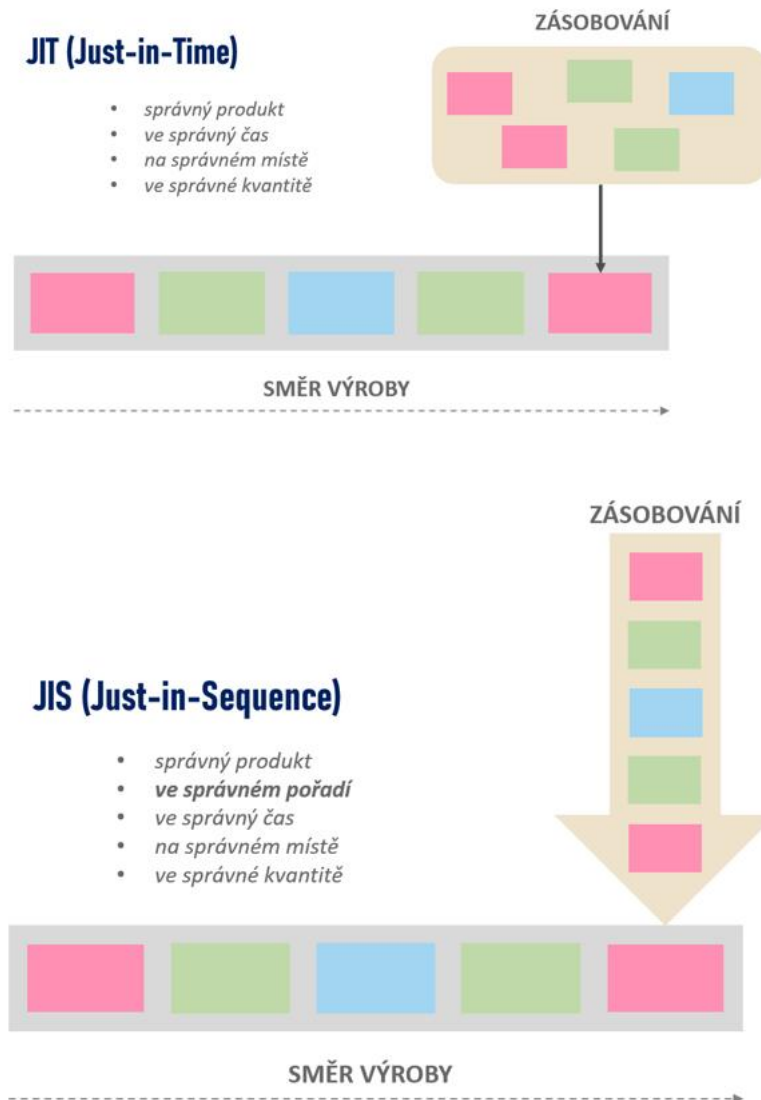 ZÁSOBOVÁNÍ
JIT (Just-in-Time)
• správný produkt
• ve správný čas
• na správném místě
• ve správné kvantitě
SMĚR VÝROBY
ZÁSOBOVÁNÍ
JIS (Just-in-Sequence)
• správný produkt
• ve správném pořadí
• ve správný čas
• na správném místě
• ve správné kvantitě
SMĚR VÝROBY